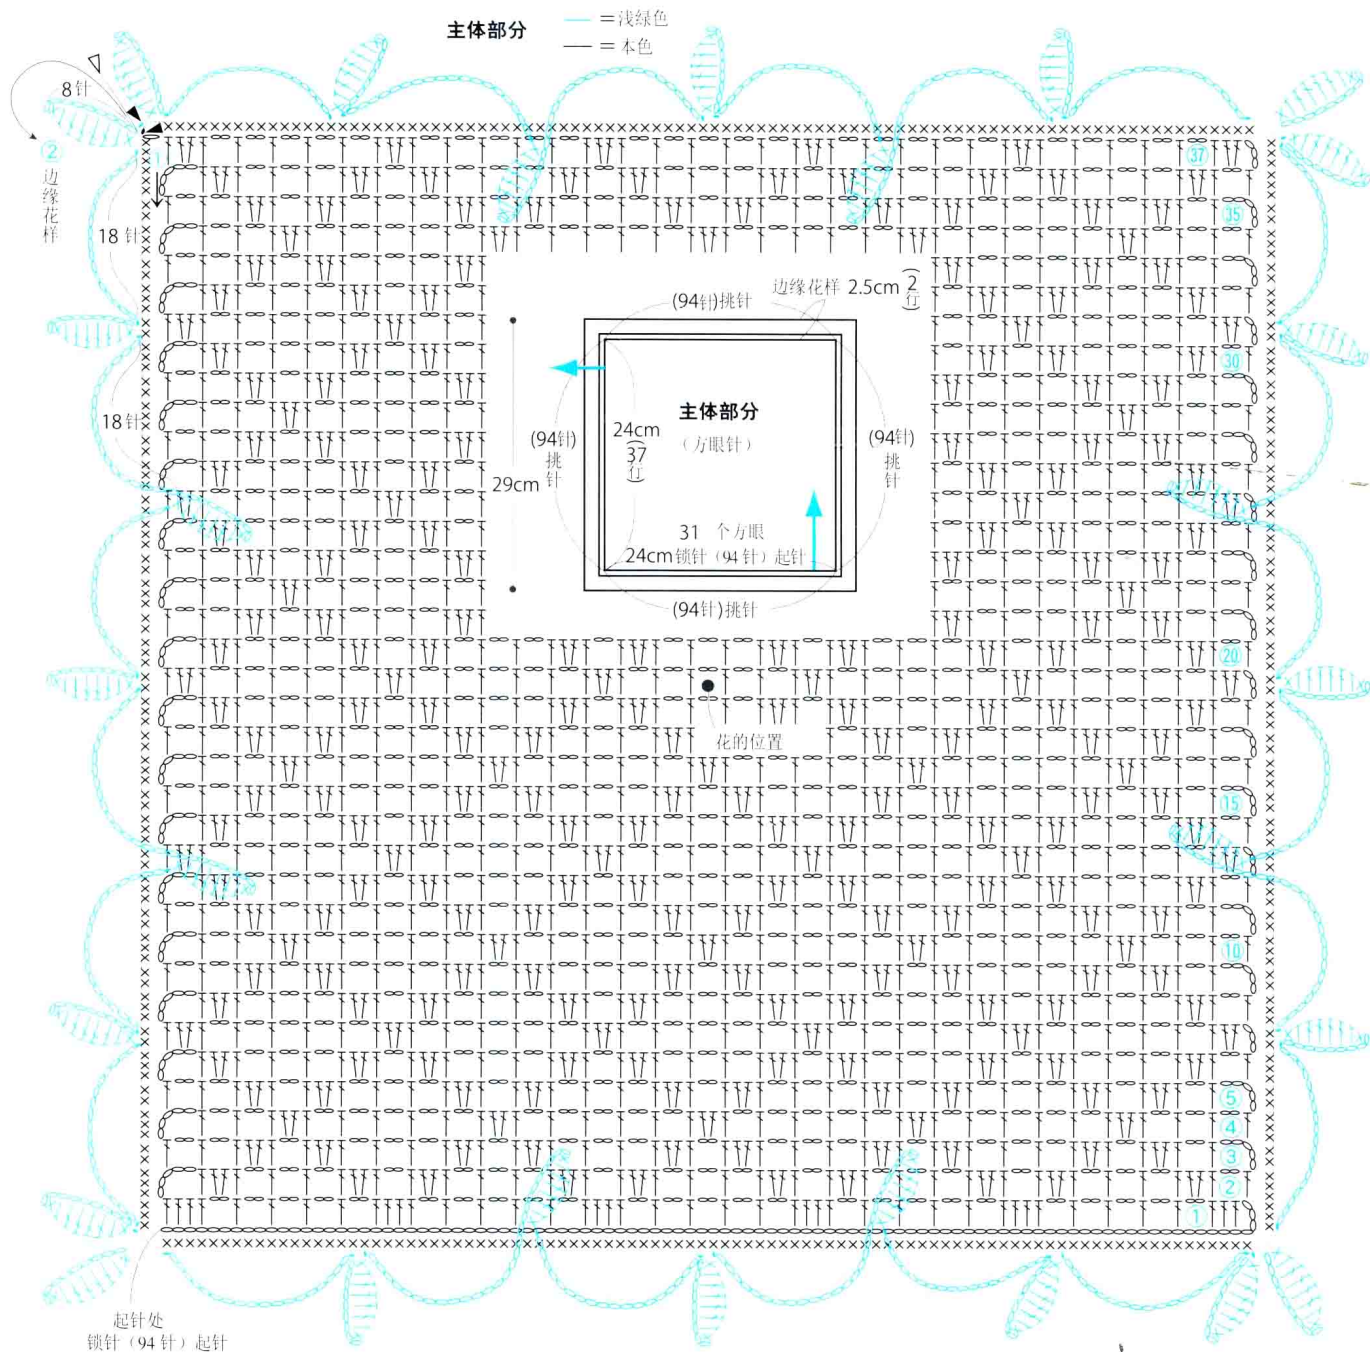 主体部分
＝浅绿色
＝本色
8针
②
边缘花样
1
18 针
18针
㊲
㉟
㉚
⑳
⑮
⑩
⑤
④
③
②
①
(94针)挑针
边缘花样 2.5cm (2行)
主体部分
（方眼针）
24cm (37行)
(94针)挑针
29cm
(94针)挑针
31 个方眼
24cm锁针（94针）起针
(94针)挑针
花的位置
起针处
锁针（94针）起针